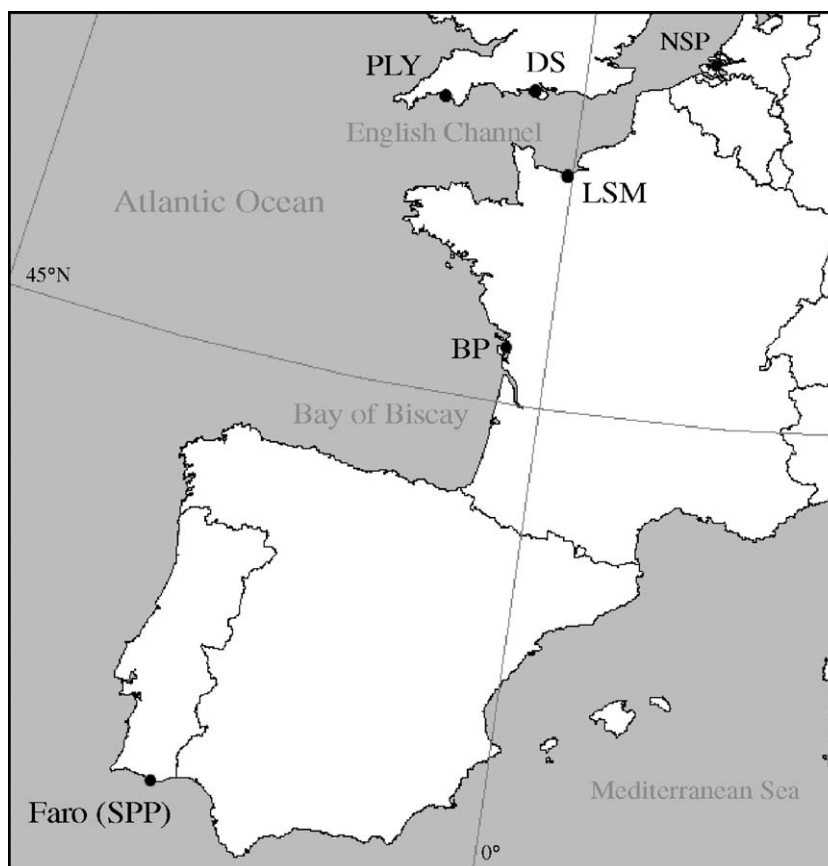 NSP
PLY
DS
English Channel
LSM
Atlantic Ocean
45°N
BP
Bay of Biscay
Mediterranean Sea
Faro (SPP)
0°